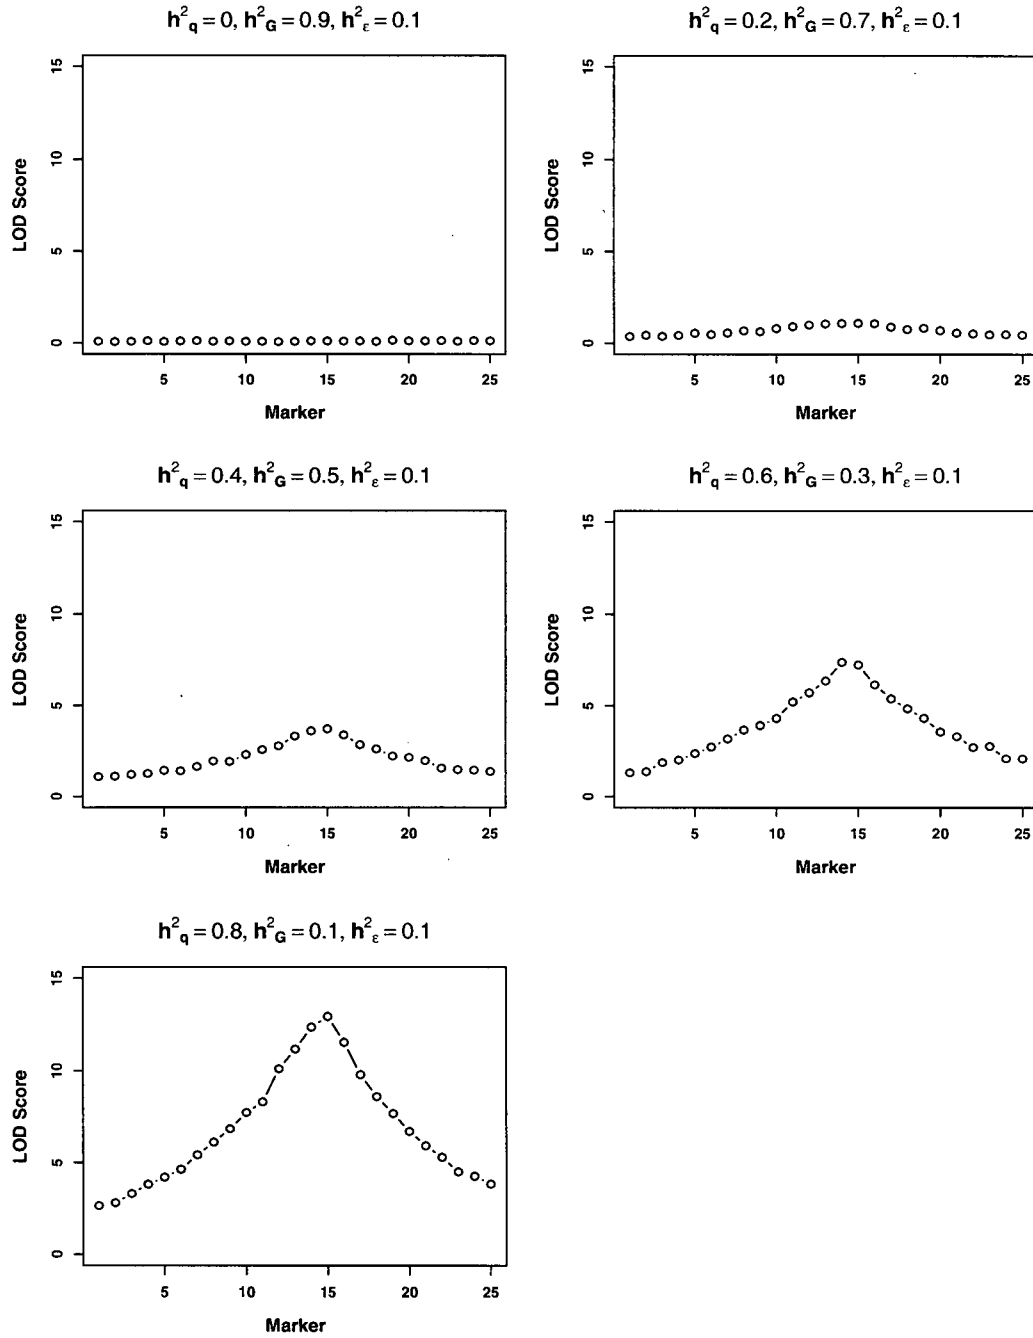 h²q = 0, h²G = 0.9, h²ε = 0.1
h²q = 0.2, h²G = 0.7, h²ε = 0.1
LOD Score
15
10
5
0
5 10 15 20 25
Marker
LOD Score
15
10
5
0
5 10 15 20 25
Marker
h²q = 0.4, h²G = 0.5, h²ε = 0.1
h²q = 0.6, h²G = 0.3, h²ε = 0.1
LOD Score
15
10
5
0
5 10 15 20 25
Marker
LOD Score
15
10
5
0
5 10 15 20 25
Marker
h²q = 0.8, h²G = 0.1, h²ε = 0.1
LOD Score
15
10
5
0
5 10 15 20 25
Marker